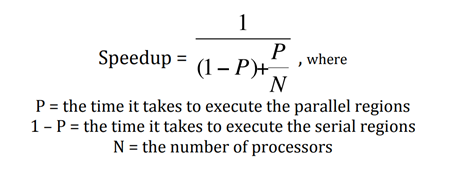 Speedup = 1 / (1 – P)+ P/N , where
P = the time it takes to execute the parallel regions
1 – P = the time it takes to execute the serial regions
N = the number of processors